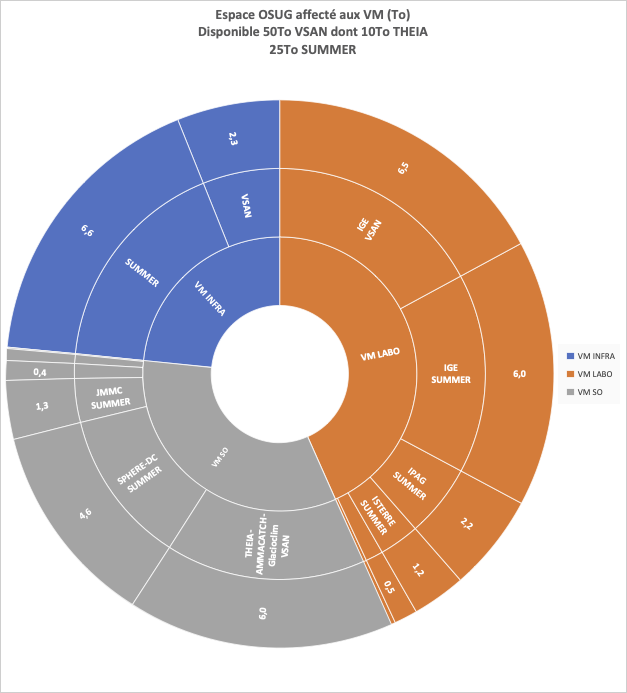 Espace OSUG affecté aux VM (To)
Disponible 50To VSAN dont 10To THEIA
25To SUMMER
VM LABO
IGE
VSAN
6,5
IGE
SUMMER
6,0
IPAG
SUMMER
2,2
ISTERRE
SUMMER
1,2
0,5
VM SO
THEIA-
AMMACATCH-
Glacioclim
VSAN
6,0
SPHERE-DC
SUMMER
4,6
JMMC
SUMMER
1,3
0,4
VM INFRA
SUMMER
6,6
VSAN
2,3
VM INFRA
VM LABO
VM SO